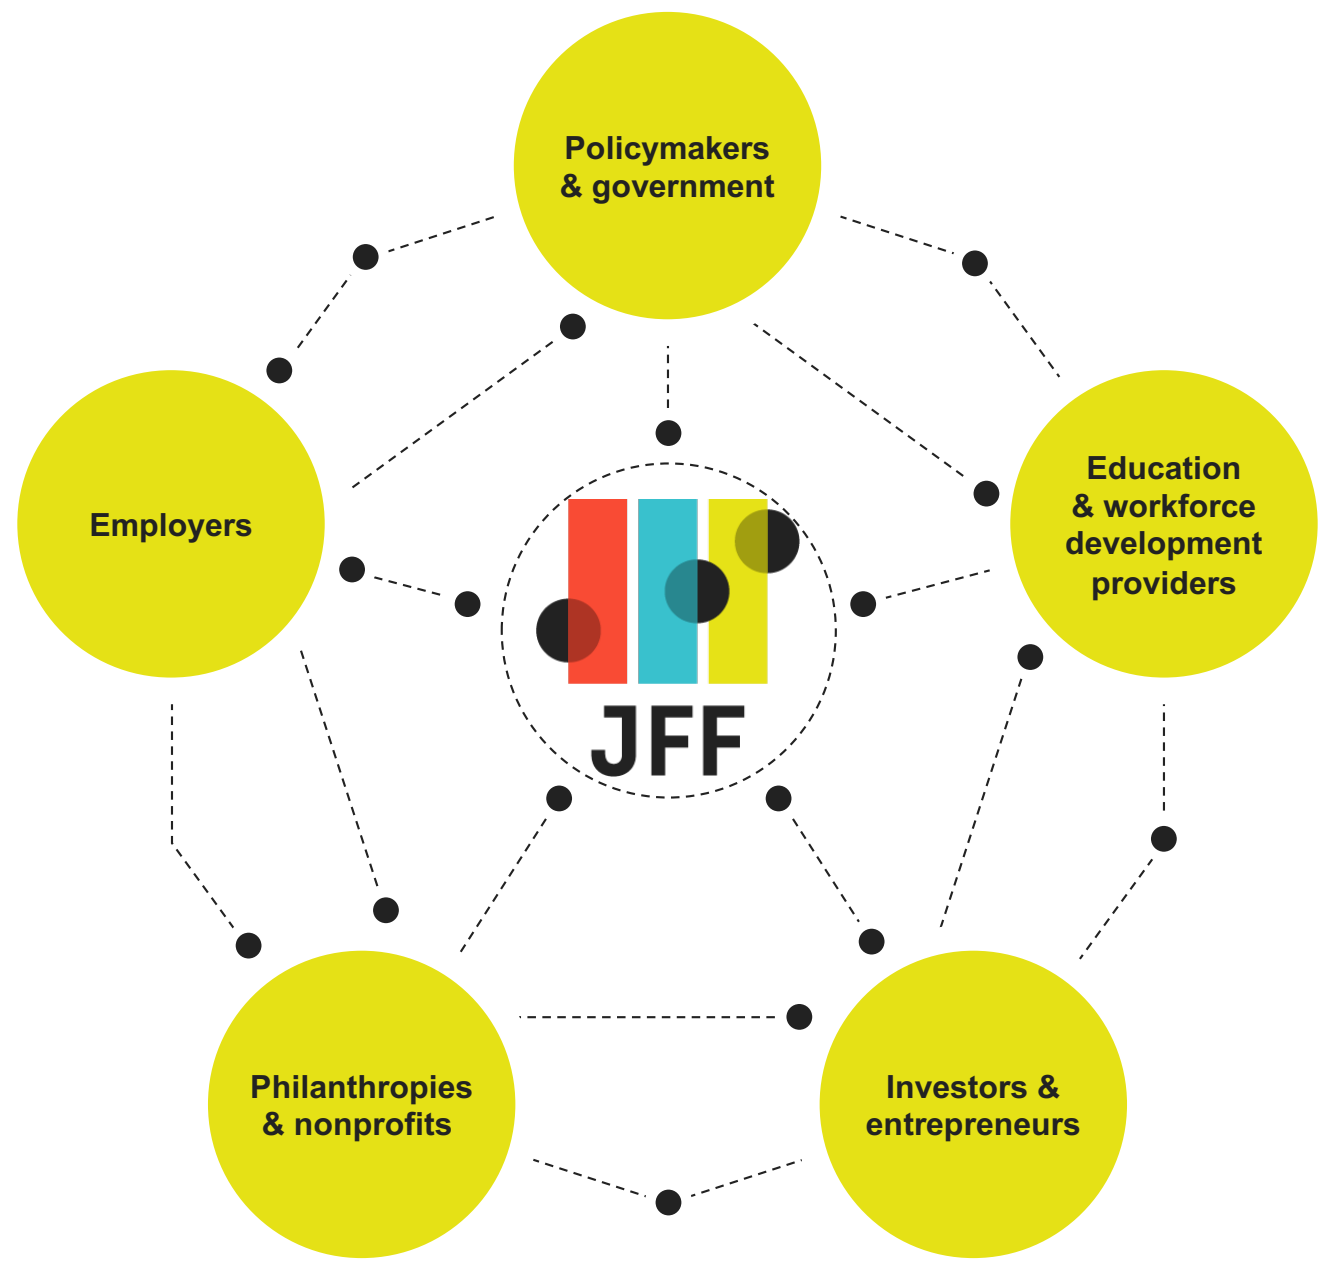 Policymakers
& government
Employers
Education
& workforce
development
providers
JFF
Philanthropies
& nonprofits
Investors &
entrepreneurs